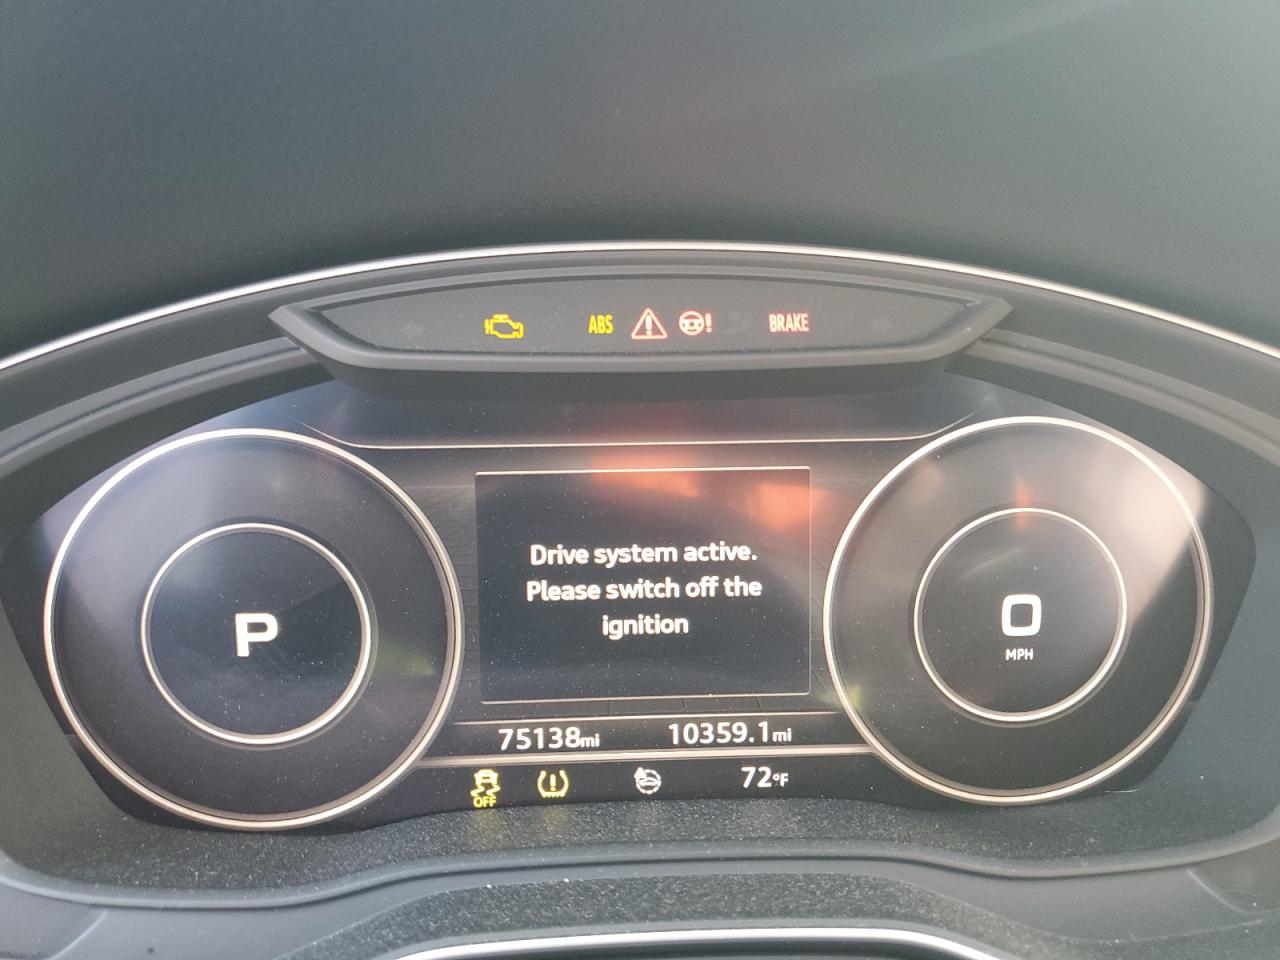 ABS
BRAKE
P
Drive system active.
Please switch off the
ignition
0
MPH
75138mi
10359.1mi
OFF
72°F